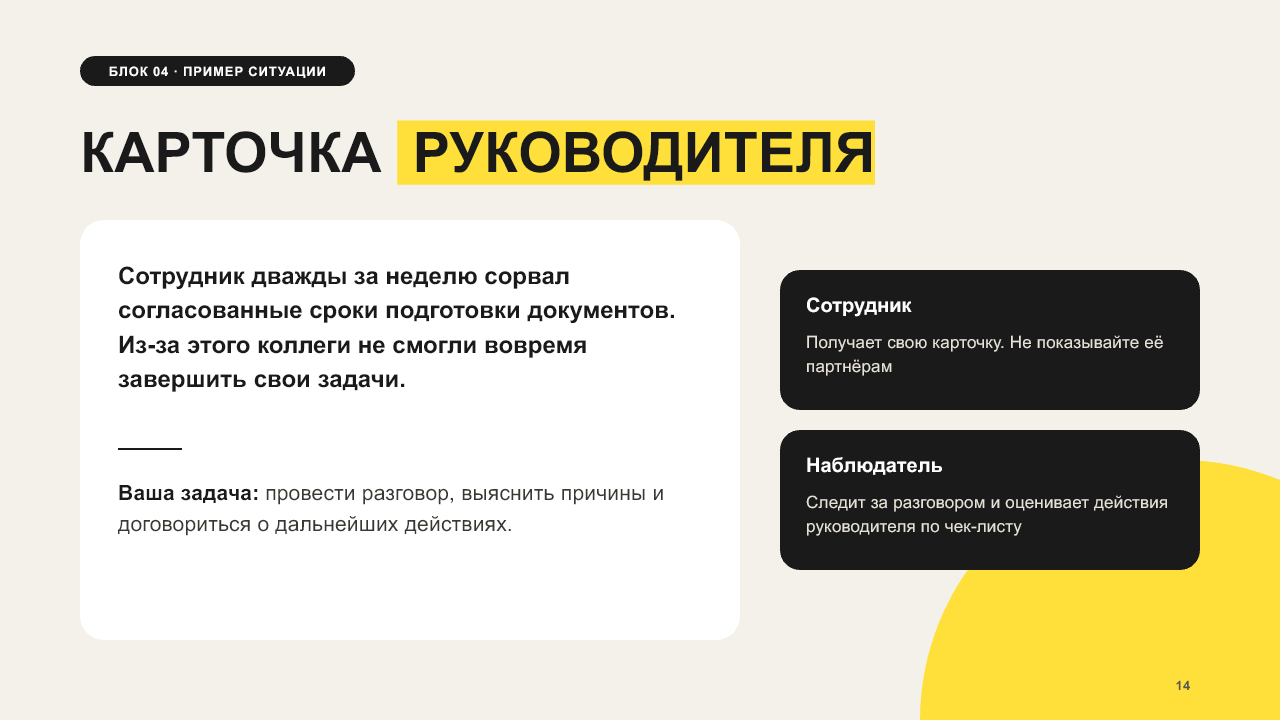 БЛОК 04 · ПРИМЕР СИТУАЦИИ
КАРТОЧКА РУКОВОДИТЕЛЯ
Сотрудник дважды за неделю сорвал
согласованные сроки подготовки документов.
Из-за этого коллеги не смогли вовремя
завершить свои задачи.
Ваша задача: провести разговор, выяснить причины и
договориться о дальнейших действиях.
Сотрудник
Получает свою карточку. Не показывайте её
партнёрам
Наблюдатель
Следит за разговором и оценивает действия
руководителя по чек-листу
14